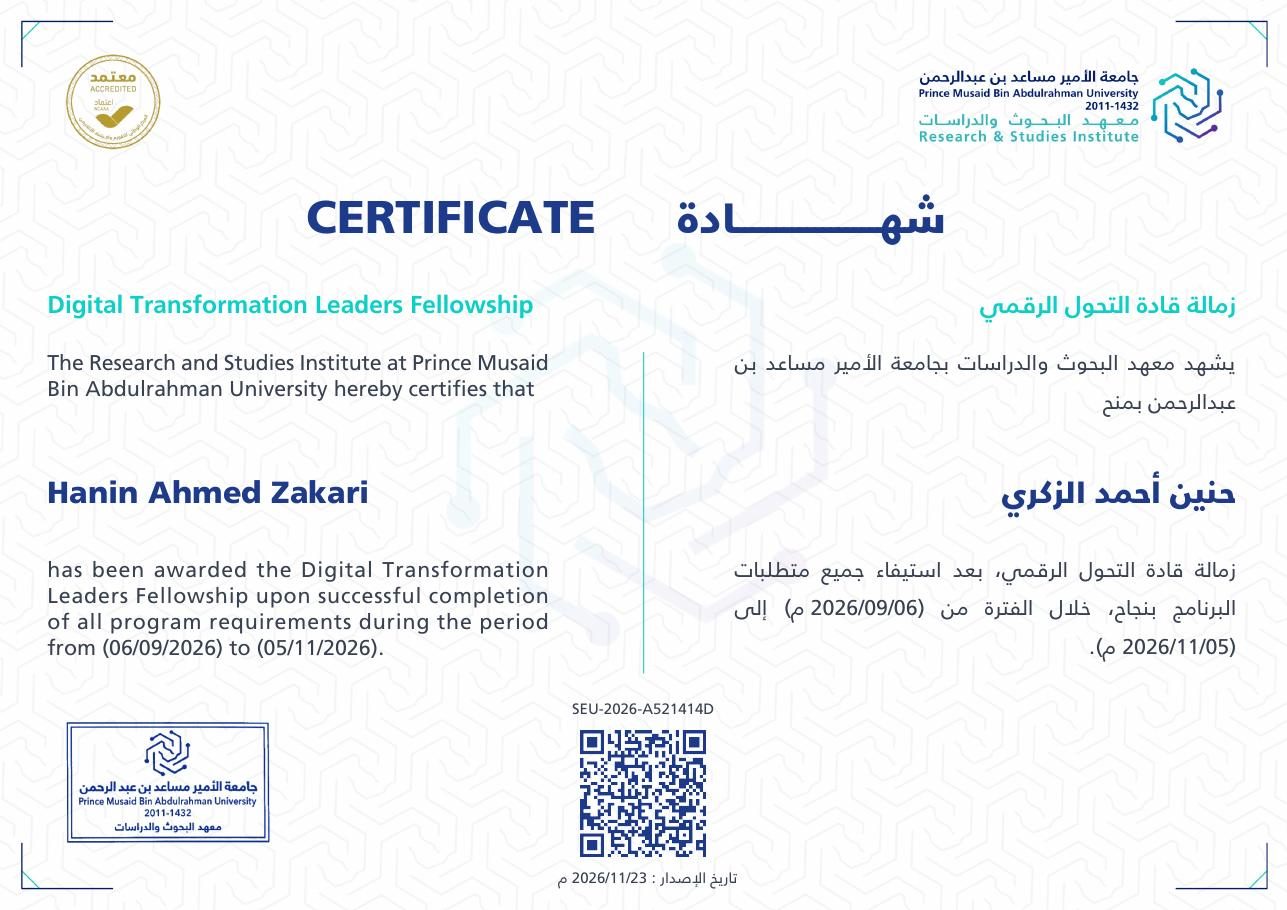 معتمد
ACCREDITED
اعتماد
NCAAA
جامعة الأمير مساعد بن عبدالرحمن
Prince Musaid Bin Abdulrahman University
2011-1432
معهد البحوث والدراسات
Research & Studies Institute
CERTIFICATE
شهادة
Digital Transformation Leaders Fellowship
The Research and Studies Institute at Prince Musaid
Bin Abdulrahman University hereby certifies that
Hanin Ahmed Zakari
has been awarded the Digital Transformation
Leaders Fellowship upon successful completion
of all program requirements during the period
from (06/09/2026) to (05/11/2026).
زمالة قادة التحول الرقمي
يشهد معهد البحوث والدراسات بجامعة الأمير مساعد بن
عبدالرحمن بمنح
حنين أحمد الزكري
زمالة قادة التحول الرقمي، بعد استيفاء جميع متطلبات
البرنامج بنجاح، خلال الفترة من (2026/09/06 م) إلى
(2026/11/05 م).
SEU-2026-A521414D
جامعة الأمير مساعد بن عبد الرحمن
Prince Musaid Bin Abdulrahman University
2011-1432
معهد البحوث والدراسات
تاريخ الإصدار : 2026/11/23 م